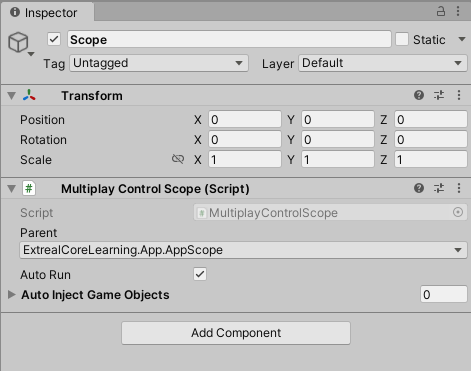 Inspector
Scope
Static
Tag Untagged Layer Default
Transform
Position X 0 Y 0 Z 0
Rotation X 0 Y 0 Z 0
Scale X 1 Y 1 Z 1
# Multiplay Control Scope (Script)
Script # MultiplayControlScope
Parent
ExtrealCoreLearning.App.AppScope
Auto Run
Auto Inject Game Objects 0
Add Component